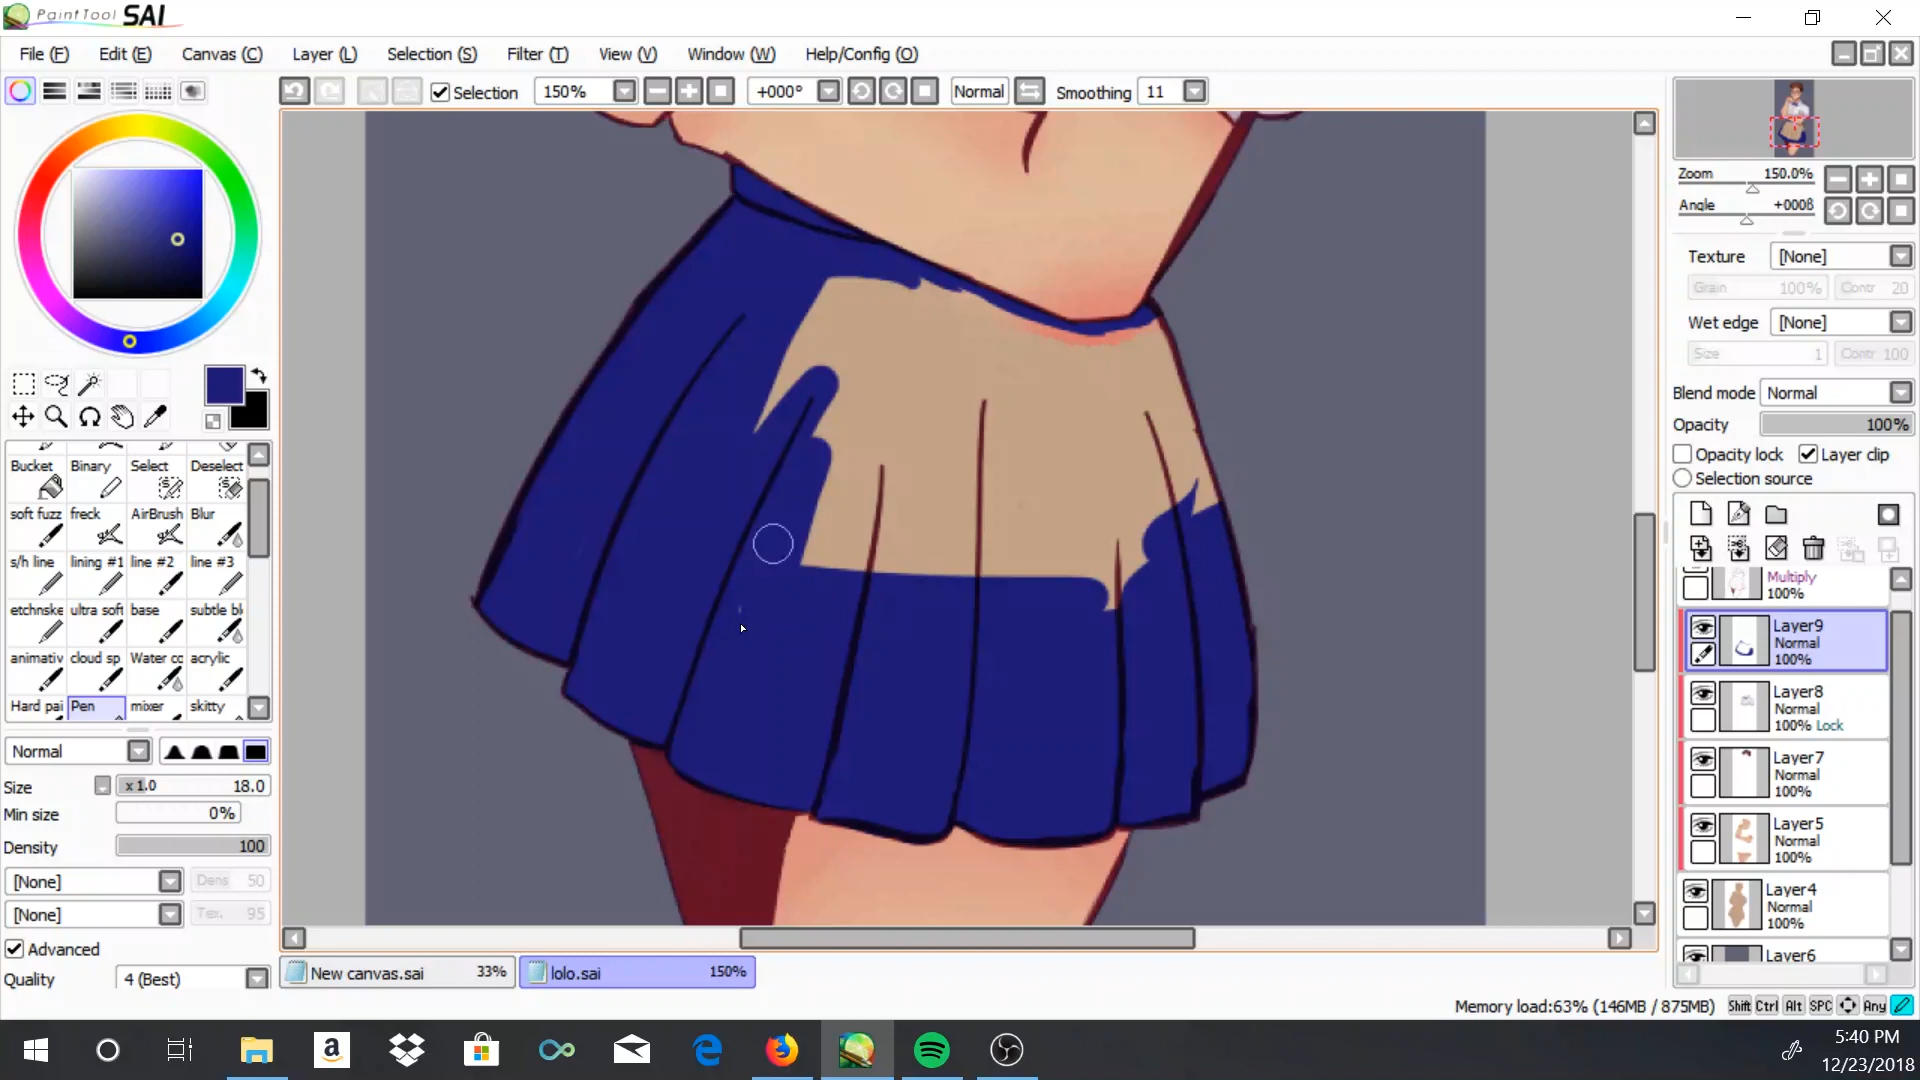 PaintTool SAI
File (F) Edit (E) Canvas (C) Layer (L) Selection (S) Filter (T) View (V) Window (W) Help/Config (O)
Selection 150% +000° Normal Smoothing 11
Zoom 150.0%
Angle +000ß
Texture [None]
Grain 100% Contr 20
Wet edge [None]
Size 1 Contr 100
Blend mode Normal
Opacity 100%
Opacity lock Layer clip
Selection source
Bucket Binary Select Deselect
soft fuzz freck AirBrush Blur
s/h line lining #1 line #2 line #3
etchnske ultra soft base subtle bl
animativ cloud sp Water cc acrylic
Hard pai Pen mixer skitty
Normal
Size x 1.0 18.0
Min size 0%
Density 100
[None] Dens 50
[None] Tex. 95
Advanced
Quality 4 (Best)
Multiply
100%
Layer9
Normal
100%
Layer8
Normal
100% Lock
Layer7
Normal
100%
Layer5
Normal
100%
Layer4
Normal
100%
Layer6
New canvas.sai 33% lolo.sai 150%
Memory load:63% (146MB / 875MB) Shift Ctrl Alt SPC Any
5:40 PM
12/23/2018